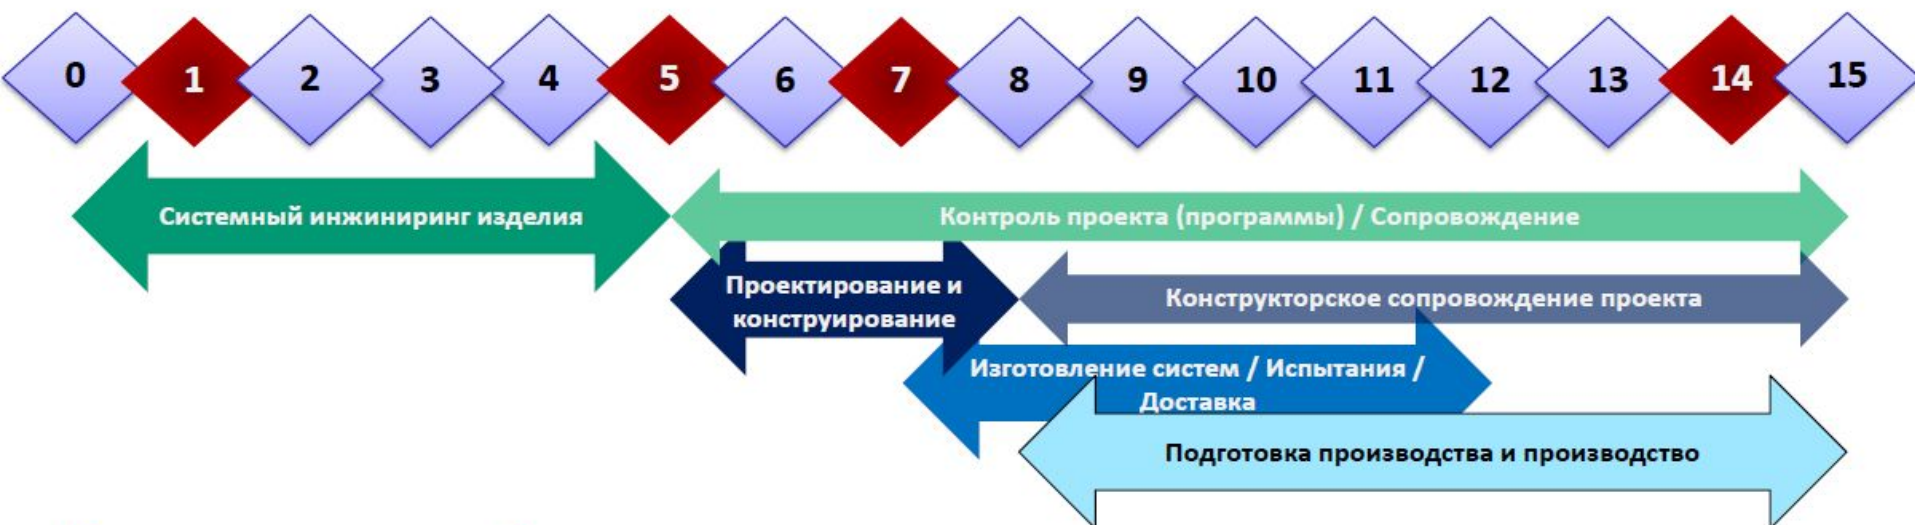 0 1 2 3 4 5 6 7 8 9 10 11 12 13 14 15
Системный инжиниринг изделия
Контроль проекта (программы) / Сопровождение
Проектирование и
конструирование
Конструкторское сопровождение проекта
Изготовление систем / Испытания /
Доставка
Подготовка производства и производство